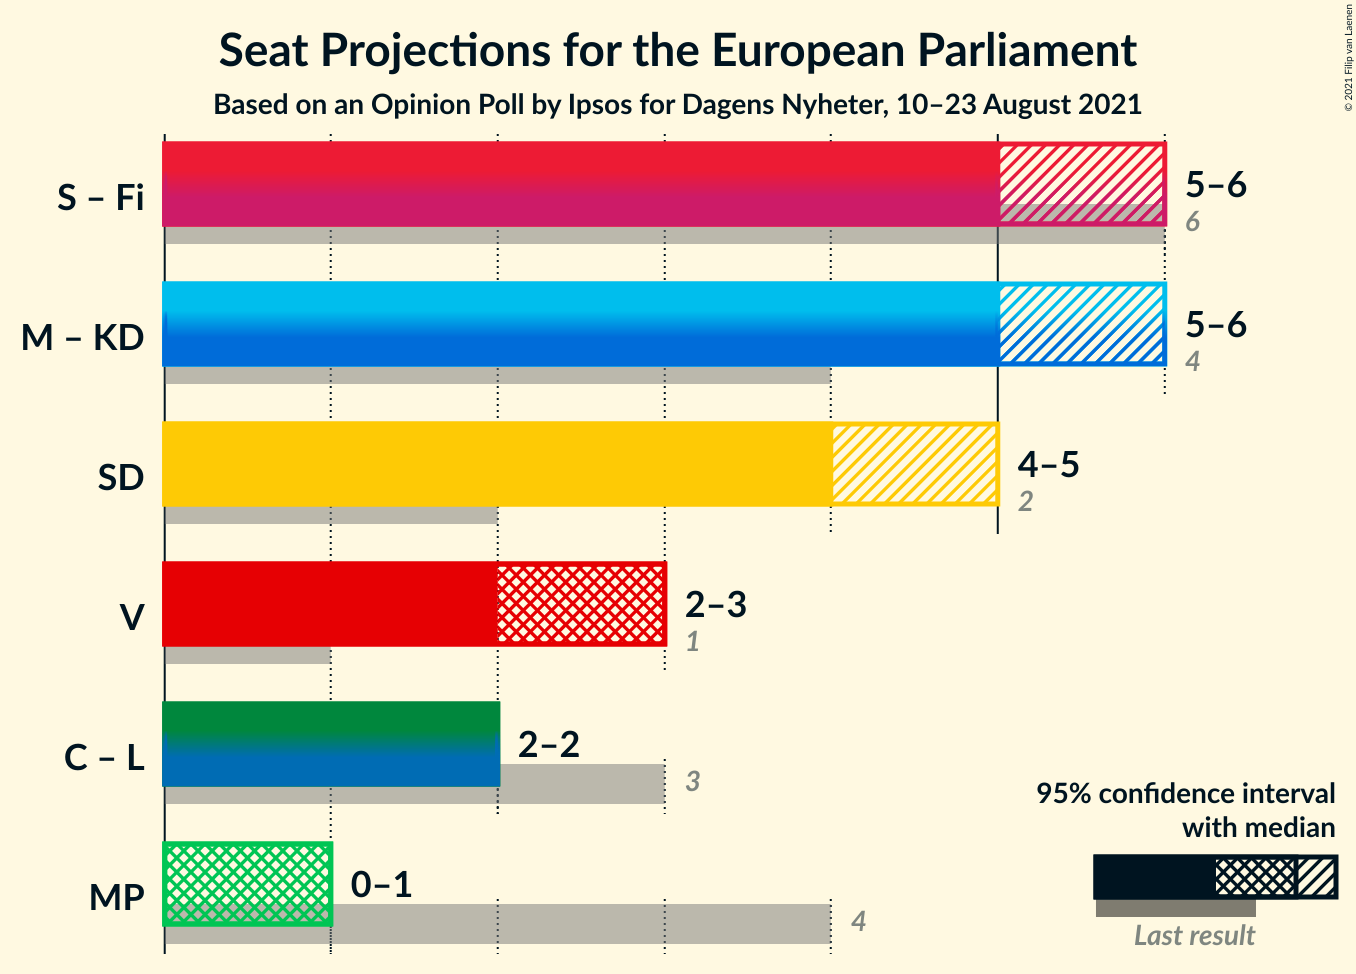 Seat Projections for the European Parliament
Based on an Opinion Poll by Ipsos for Dagens Nyheter, 10–23 August 2021
© 2021 Filip van Laenen
S – Fi
5–6
6
M – KD
5–6
4
SD
4–5
2
V
2–3
1
C – L
2–2
3
MP
0–1
4
95% confidence interval
with median
Last result